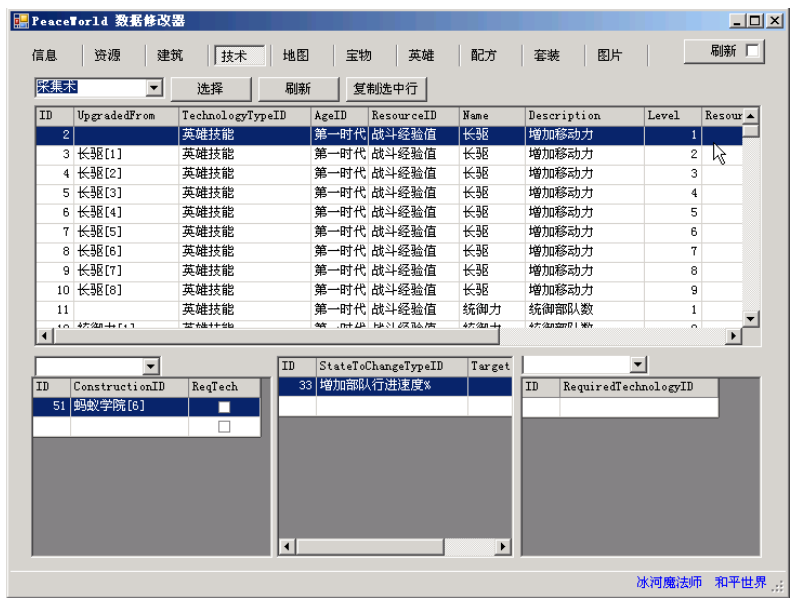 PeaceWorld 数据修改器
信息 资源 建筑 技术 地图 宝物 英雄 配方 套装 图片 刷新
采集术 选择 刷新 复制选中行
ID UpgradedFrom TechnologyTypeID AgeID ResourceID Name Description Level Resour
2 英雄技能 第一时代 战斗经验值 长驱 增加移动力 1
3 长驱[1] 英雄技能 第一时代 战斗经验值 长驱 增加移动力 2
4 长驱[2] 英雄技能 第一时代 战斗经验值 长驱 增加移动力 3
5 长驱[3] 英雄技能 第一时代 战斗经验值 长驱 增加移动力 4
6 长驱[4] 英雄技能 第一时代 战斗经验值 长驱 增加移动力 5
7 长驱[5] 英雄技能 第一时代 战斗经验值 长驱 增加移动力 6
8 长驱[6] 英雄技能 第一时代 战斗经验值 长驱 增加移动力 7
9 长驱[7] 英雄技能 第一时代 战斗经验值 长驱 增加移动力 8
10 长驱[8] 英雄技能 第一时代 战斗经验值 长驱 增加移动力 9
11 英雄技能 第一时代 战斗经验值 统御力 统御部队数 1
ID ConstructionID ReqTech
51 蚂蚁学院[6]
ID StateToChangeTypeID Target
33 增加部队行进速度%
ID RequiredTechnologyID
冰河魔法师 和平世界